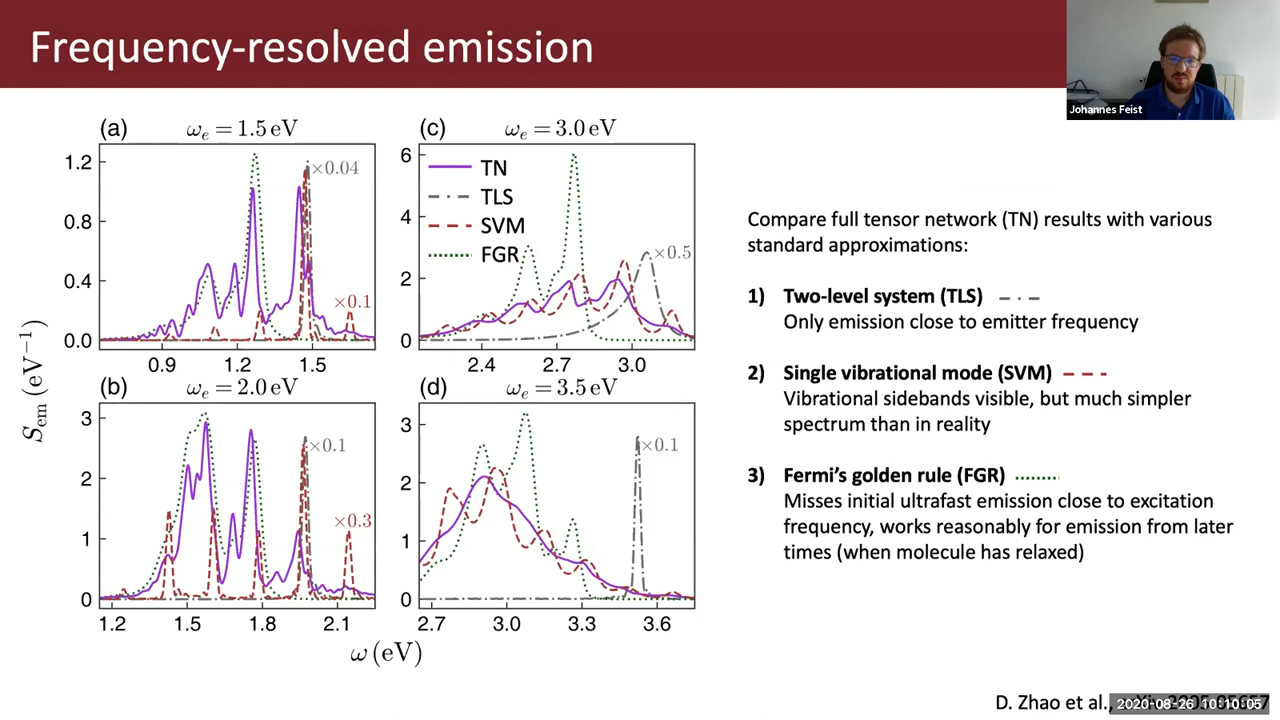 Frequency-resolved emission
Johannes Feist
(a) ωe = 1.5 eV
(c) ωe = 3.0 eV
1.2
0.8
0.4
0.0
×0.04
×0.1
0.9 1.2 1.5
6
4
2
0
TN
TLS
SVM
FGR
×0.5
2.4 2.7 3.0
Sem (eV⁻¹)
(b) ωe = 2.0 eV
(d) ωe = 3.5 eV
3
2
1
0
×0.1
×0.3
1.2 1.5 1.8 2.1
3
2
1
0
×0.1
2.7 3.0 3.3 3.6
ω (eV)
Compare full tensor network (TN) results with various
standard approximations:
1) Two-level system (TLS)
Only emission close to emitter frequency
2) Single vibrational mode (SVM)
Vibrational sidebands visible, but much simpler
spectrum than in reality
3) Fermi's golden rule (FGR)
Misses initial ultrafast emission close to excitation
frequency, works reasonably for emission from later
times (when molecule has relaxed)
D. Zhao et al.,
2020-08-26 10:10:05